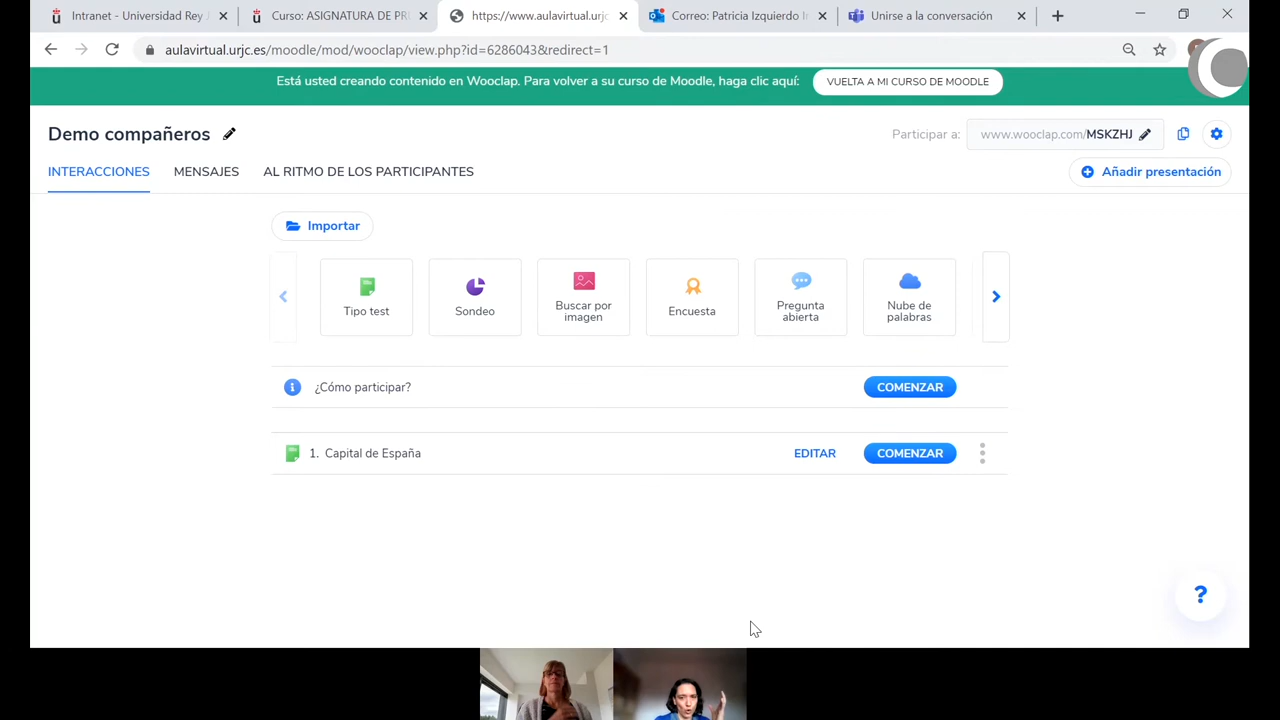 Intranet - Universidad Rey J
Curso: ASIGNATURA DE PR
https://www.aulavirtual.urjc
Correo: Patricia Izquierdo I
Unirse a la conversación
aulavirtual.urjc.es/moodle/mod/wooclap/view.php?id=6286043&redirect=1
Está usted creando contenido en Wooclap. Para volver a su curso de Moodle, haga clic aquí:
VUELTA A MI CURSO DE MOODLE
Demo compañeros
Participar a:
www.wooclap.com/MSKZHJ
INTERACCIONES
MENSAJES
AL RITMO DE LOS PARTICIPANTES
Añadir presentación
Importar
Tipo test
Sondeo
Buscar por
imagen
Encuesta
Pregunta
abierta
Nube de
palabras
¿Cómo participar?
COMENZAR
1. Capital de España
EDITAR
COMENZAR
?